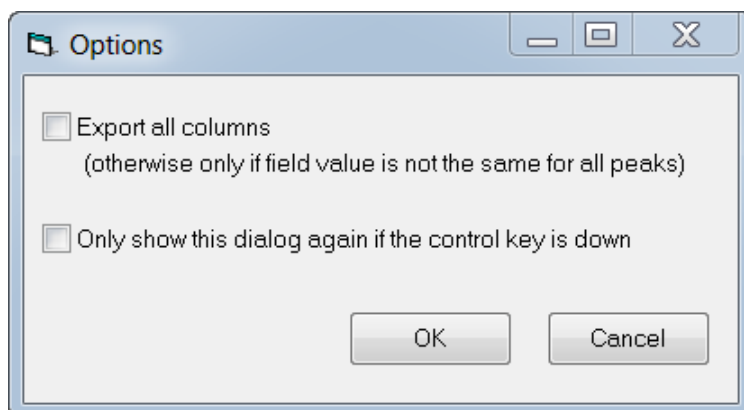 Options
Export all columns
(otherwise only if field value is not the same for all peaks)
Only show this dialog again if the control key is down
OK
Cancel